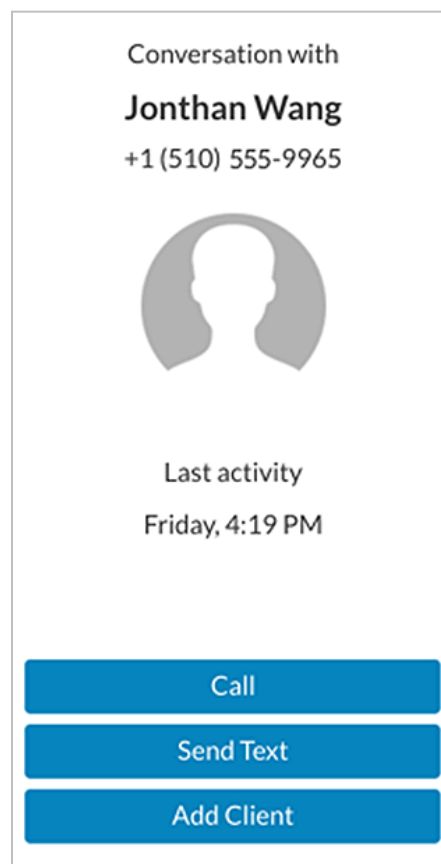 Conversation with
Jonthan Wang
+1 (510) 555-9965
Last activity
Friday, 4:19 PM
Call
Send Text
Add Client